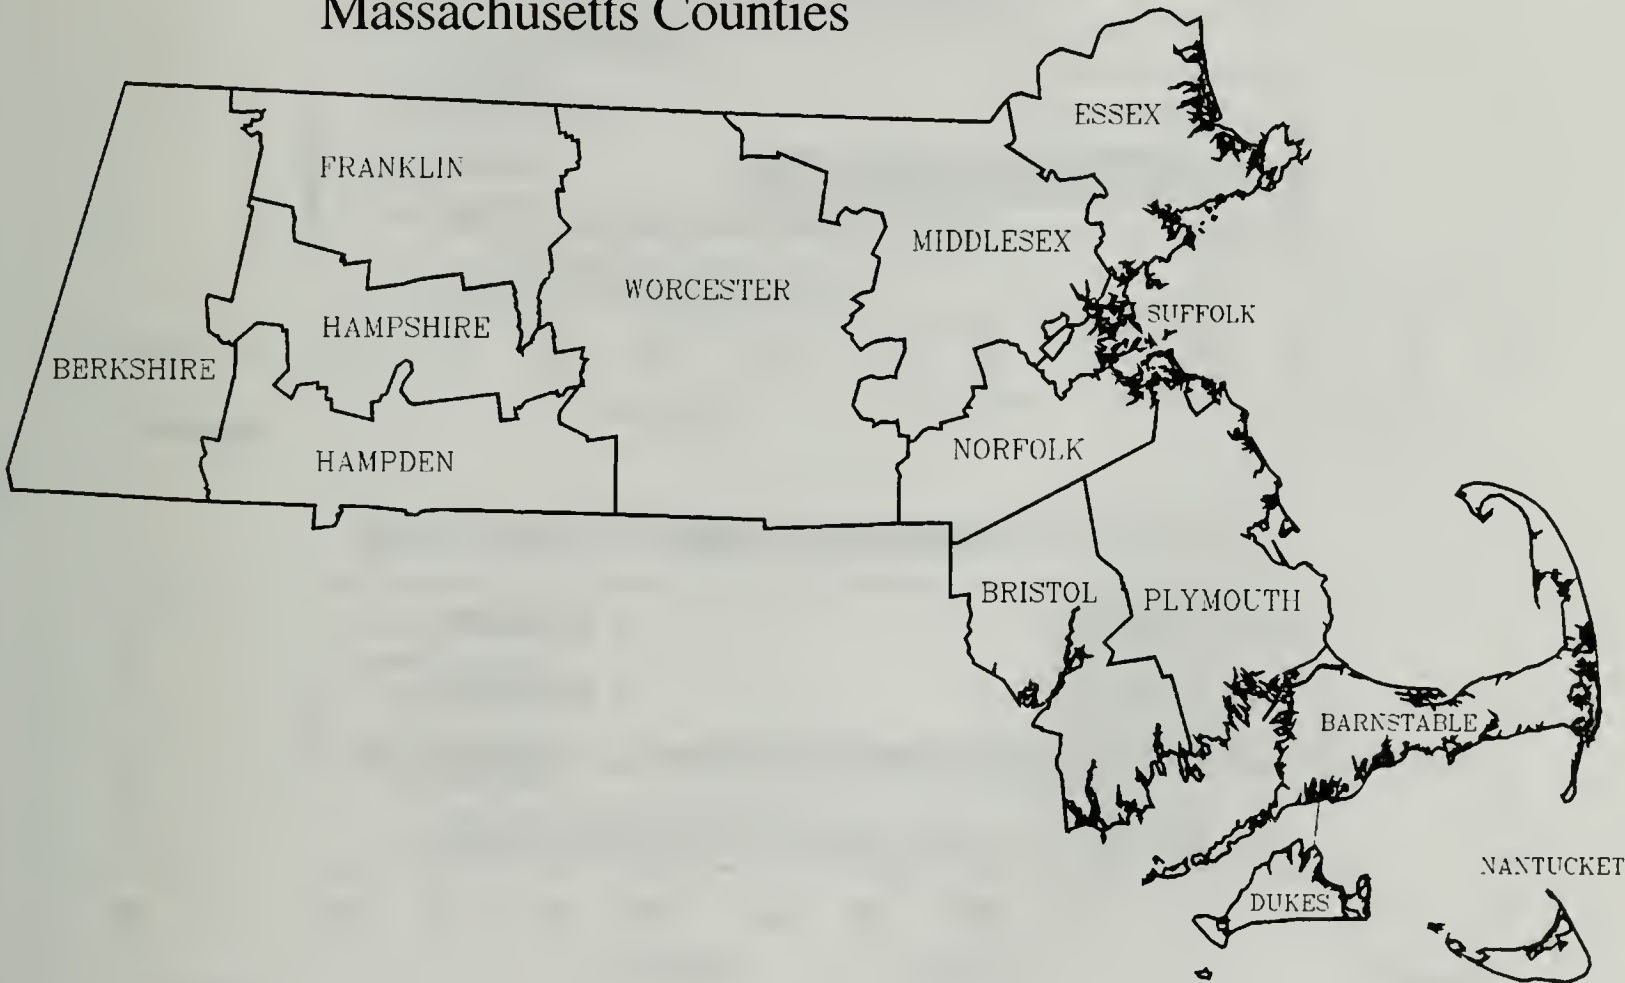 Massachusetts Counties
ESSEX
FRANKLIN
MIDDLESEX
WORCESTER
SUFFOLK
HAMPSHIRE
BERKSHIRE
NORFOLK
HAMPDEN
BRISTOL
PLYMOUTH
BARNSTABLE
NANTUCKET
DUKES